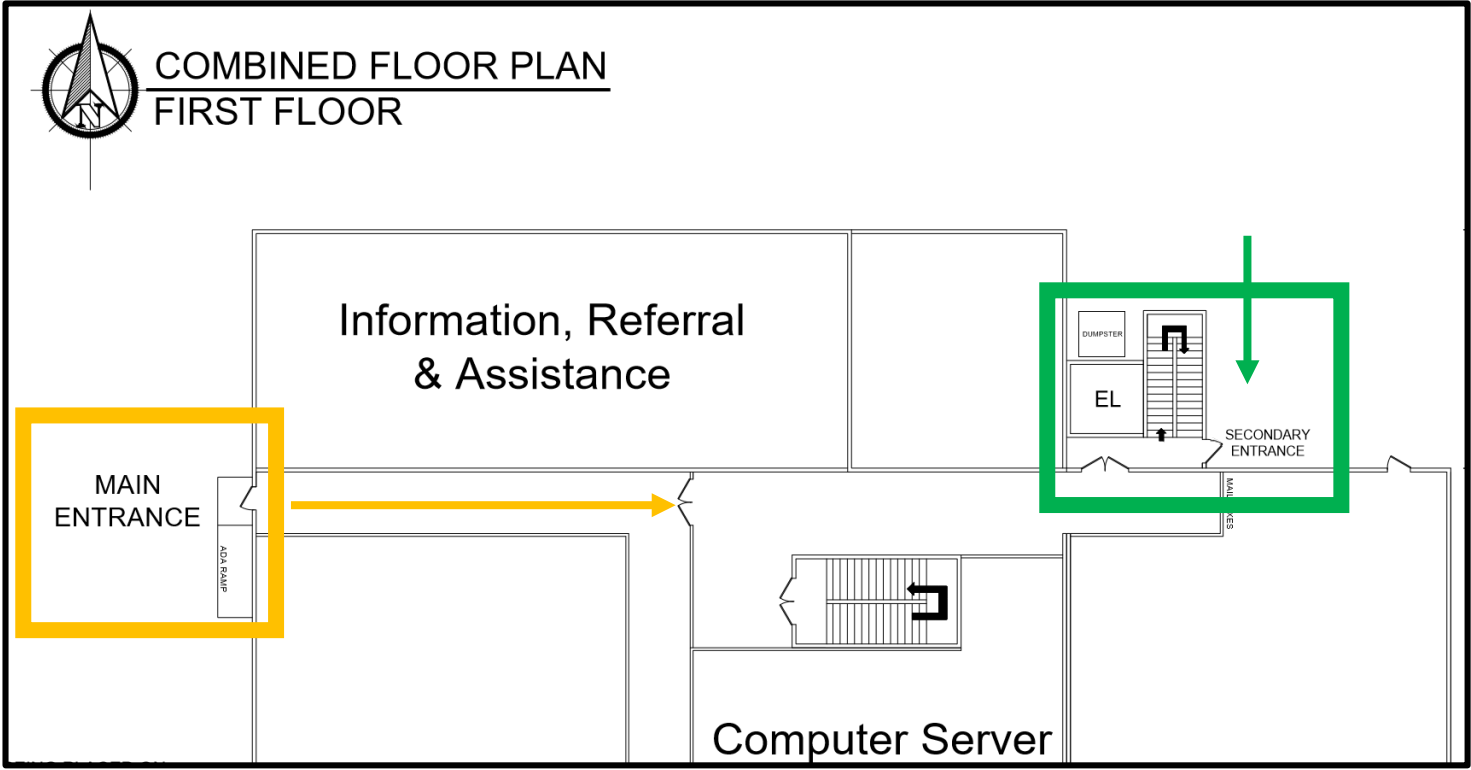 COMBINED FLOOR PLAN
FIRST FLOOR
N
Information, Referral
& Assistance
DUMPSTER
EL
SECONDARY
ENTRANCE
MAIN
ENTRANCE
ADA RAMP
Computer Server